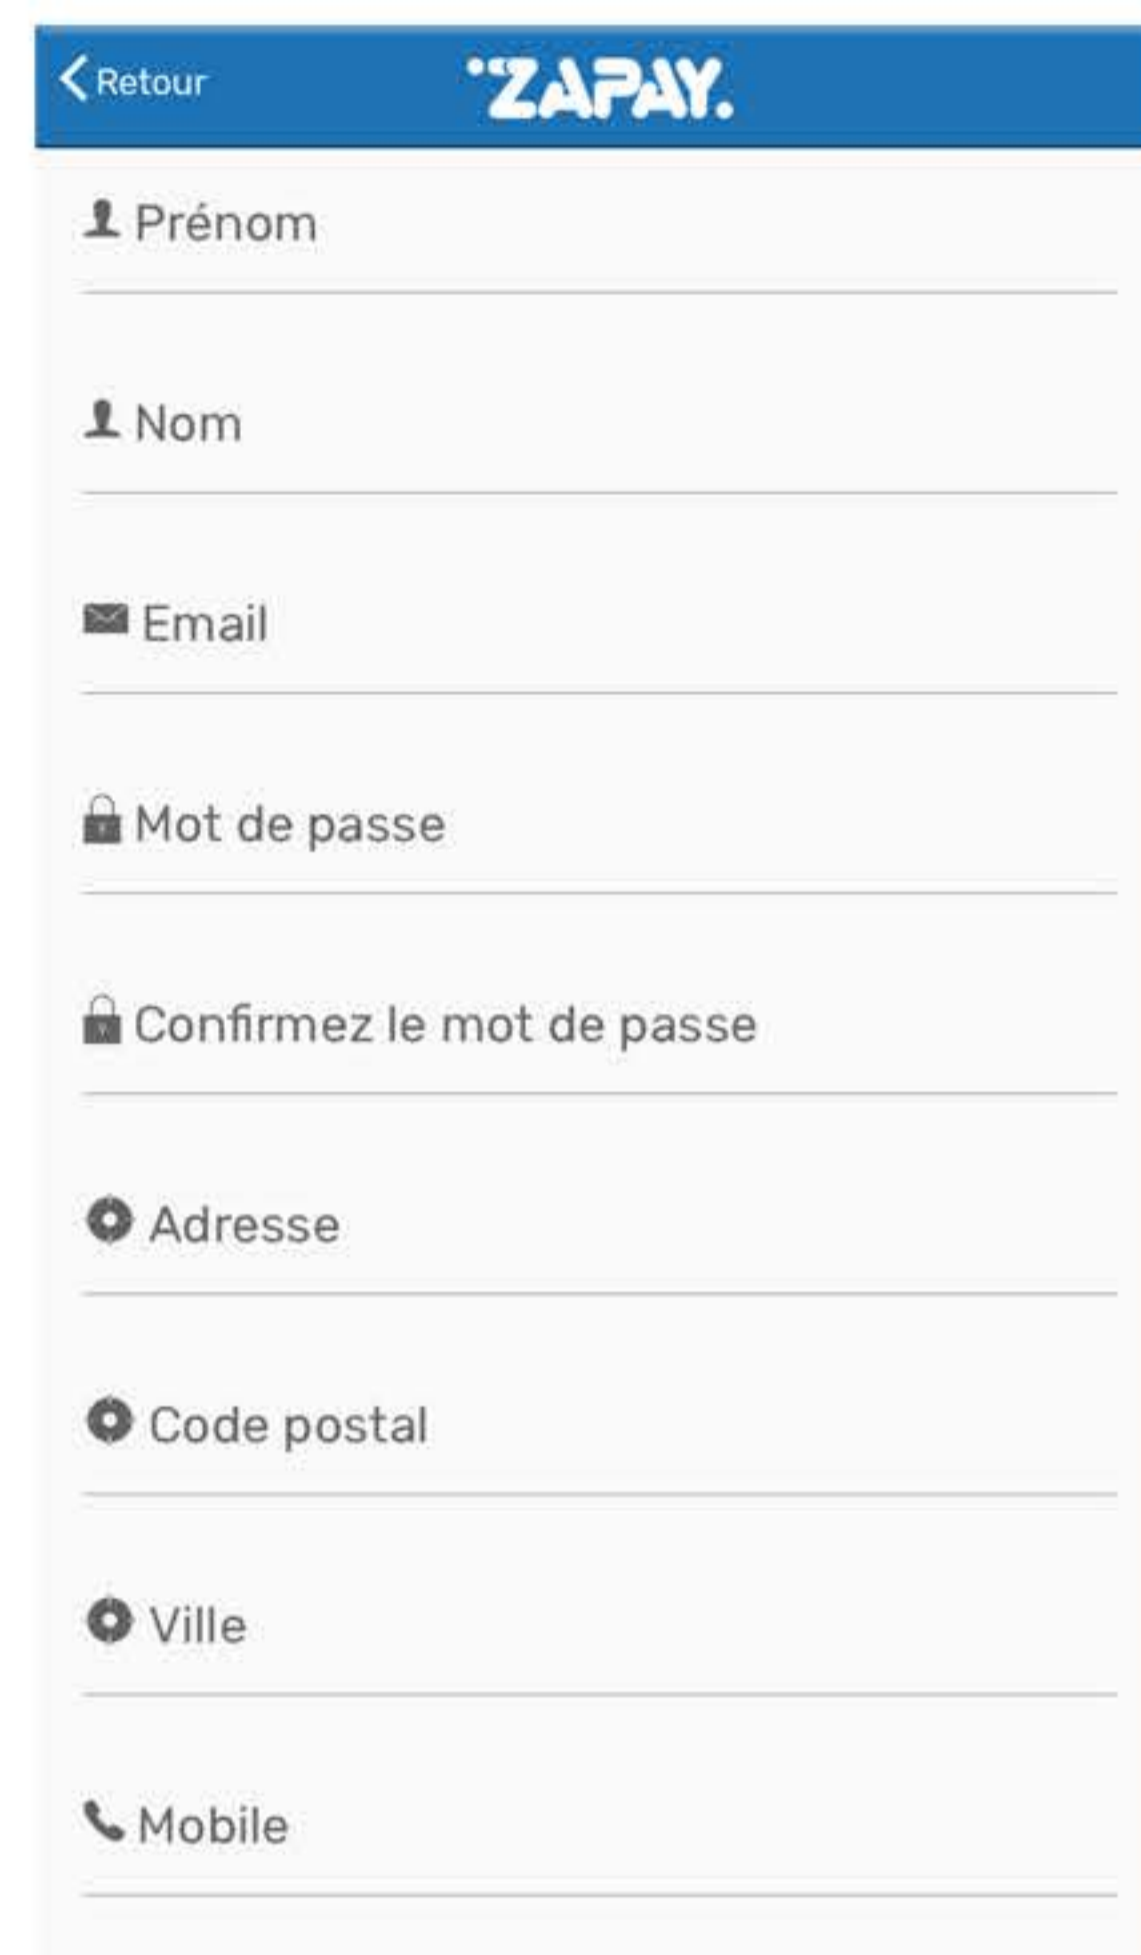 Retour
ZAPAY.
Prénom
Nom
Email
Mot de passe
Confirmez le mot de passe
Adresse
Code postal
Ville
Mobile